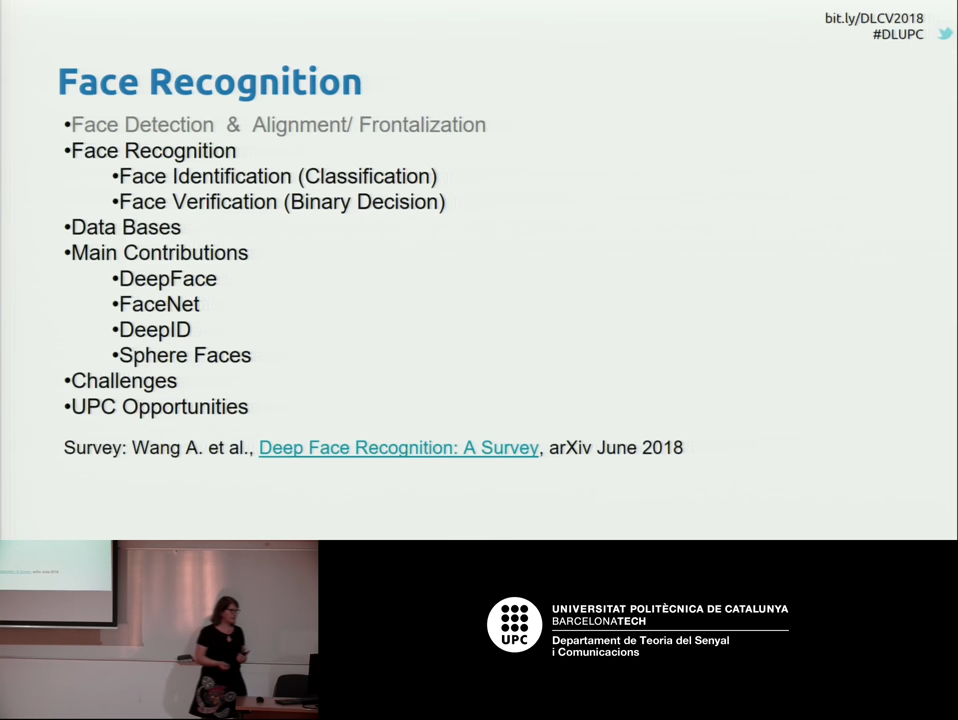 bit.ly/DLCV2018
#DLUPC
Face Recognition
•Face Detection & Alignment/ Frontalization
•Face Recognition
•Face Identification (Classification)
•Face Verification (Binary Decision)
•Data Bases
•Main Contributions
•DeepFace
•FaceNet
•DeepID
•Sphere Faces
•Challenges
•UPC Opportunities
Survey: Wang A. et al., Deep Face Recognition: A Survey, arXiv June 2018
UPC
UNIVERSITAT POLITÈCNICA DE CATALUNYA
BARCELONATECH
Departament de Teoria del Senyal
i Comunicacions